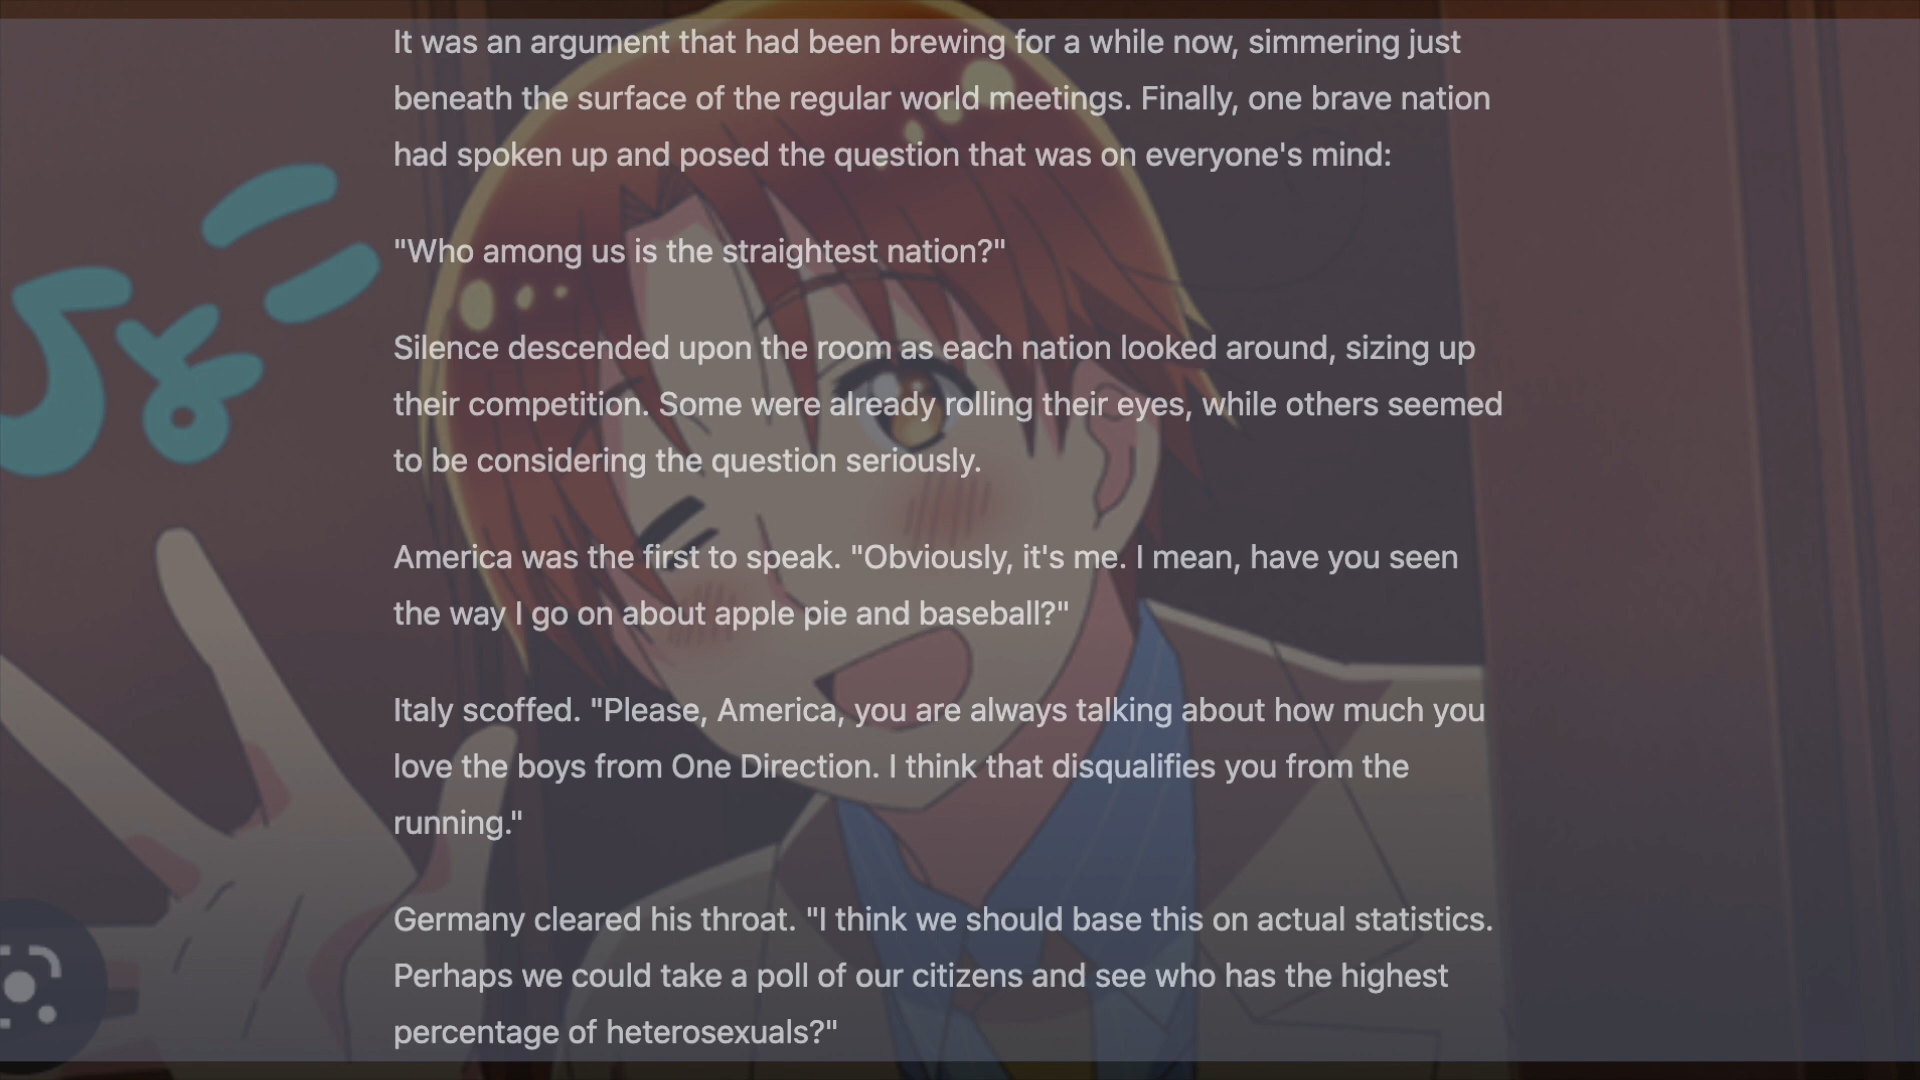 It was an argument that had been brewing for a while now, simmering just
beneath the surface of the regular world meetings. Finally, one brave nation
had spoken up and posed the question that was on everyone's mind:
"Who among us is the straightest nation?"
Silence descended upon the room as each nation looked around, sizing up
their competition. Some were already rolling their eyes, while others seemed
to be considering the question seriously.
America was the first to speak. "Obviously, it's me. I mean, have you seen
the way I go on about apple pie and baseball?"
Italy scoffed. "Please, America, you are always talking about how much you
love the boys from One Direction. I think that disqualifies you from the
running."
Germany cleared his throat. "I think we should base this on actual statistics.
Perhaps we could take a poll of our citizens and see who has the highest
percentage of heterosexuals?"